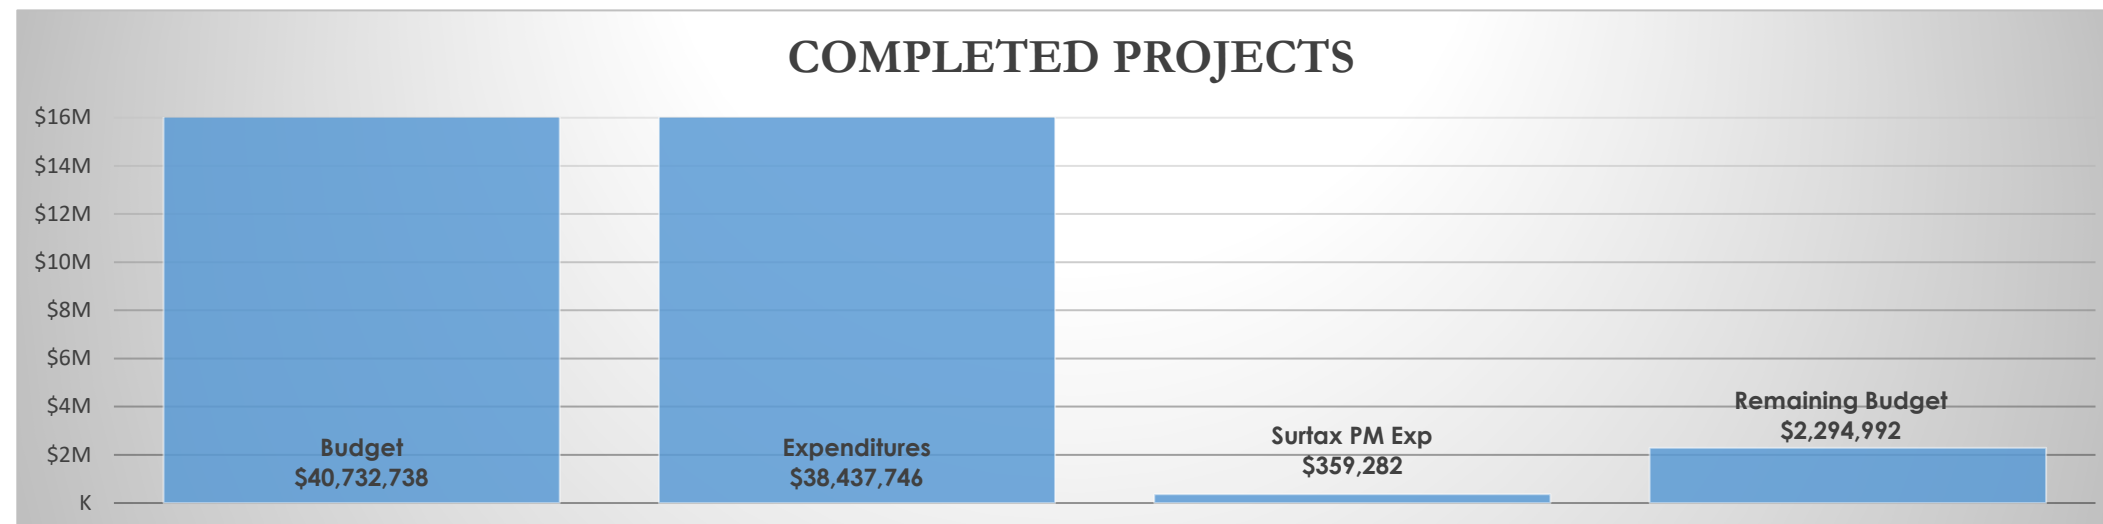 COMPLETED PROJECTS
$16M
$14M
$12M
$10M
$8M
$6M
$4M
$2M
K
Budget
$40,732,738
Expenditures
$38,437,746
Surtax PM Exp
$359,282
Remaining Budget
$2,294,992